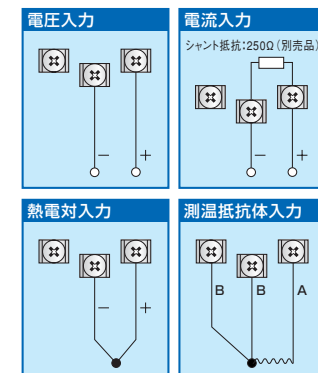 電圧入力
電流入力
シャント抵抗:250Ω(別売品)
− +
− +
熱電対入力
測温抵抗体入力
− +
B B A